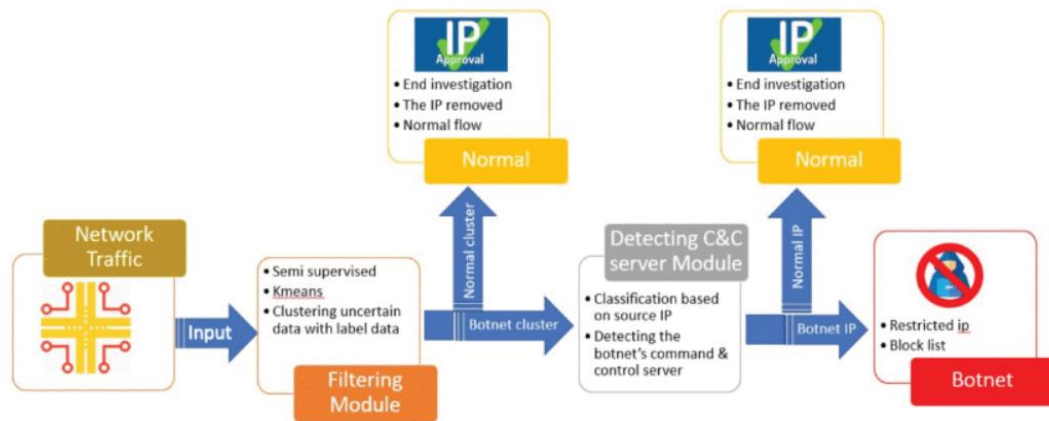 IP
Approval
• End investigation
• The IP removed
• Normal flow
Normal
IP
Approval
• End investigation
• The IP removed
• Normal flow
Normal
Network
Traffic
Input
• Semi supervised
• Kmeans
• Clustering uncertain
data with label data
Filtering
Module
Normal cluster
Botnet cluster
Detecting C&C
server Module
• Classification based
on source IP
• Detecting the
botnet's command &
control server
Normal IP
Botnet IP
• Restricted ip
• Block list
Botnet